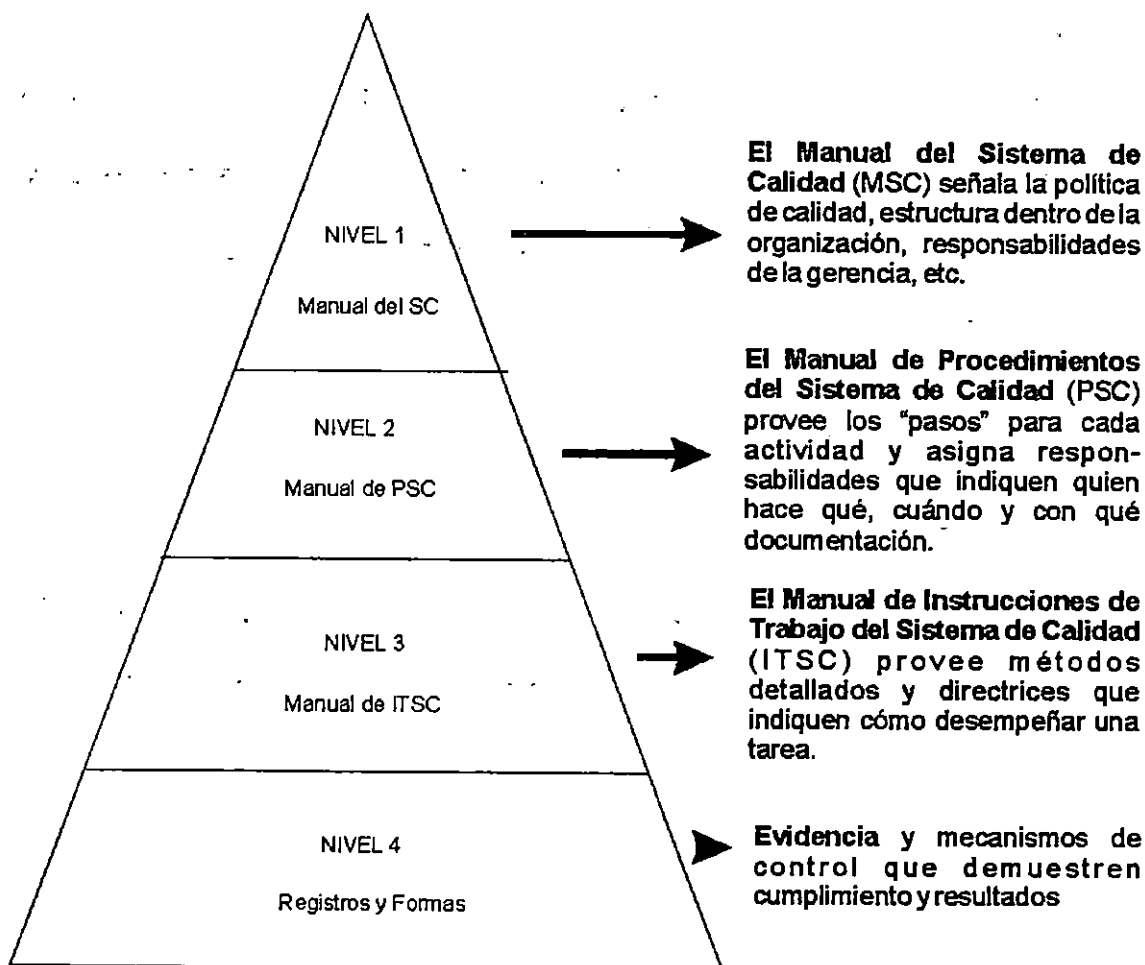 NIVEL 1
Manual del SC
El Manual del Sistema de
Calidad (MSC) señala la política
de calidad, estructura dentro de la
organización, responsabilidades
de la gerencia, etc.
NIVEL 2
Manual de PSC
El Manual de Procedimientos
del Sistema de Calidad (PSC)
provee los "pasos" para cada
actividad y asigna respon-
sabilidades que indiquen quien
hace qué, cuándo y con qué
documentación.
NIVEL 3
Manual de ITSC
El Manual de Instrucciones de
Trabajo del Sistema de Calidad
(ITSC) provee métodos
detallados y directrices que
indiquen cómo desempeñar una
tarea.
NIVEL 4
Registros y Formas
Evidencia y mecanismos de
control que demuestren
cumplimiento y resultados